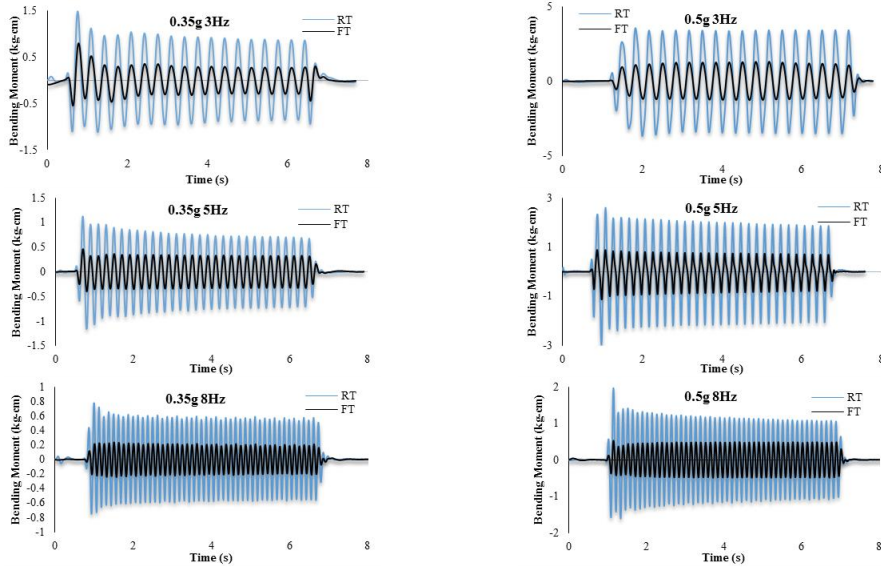 0.35g 3Hz
RT
FT
Bending Moment (kg-cm)
1.5
0.5
-0.5
-1.5
0
2
4
6
8
Time (s)
0.5g 3Hz
RT
FT
Bending Moment (kg-cm)
5
0
-5
0
2
4
6
8
Time (s)
0.35g 5Hz
RT
FT
Bending Moment (kg-cm)
1.5
1
0.5
0
-0.5
-1
-1.5
0
2
4
6
8
Time (s)
0.5g 5Hz
RT
FT
Bending Moment (kg-cm)
3
1
-1
-3
0
2
4
6
8
Time (s)
0.35g 8Hz
RT
FT
Bending Moment (kg-cm)
1
0.8
0.6
0.4
0.2
0
-0.2
-0.4
-0.6
-0.8
-1
0
2
4
6
8
Time (s)
0.5g 8Hz
RT
FT
Bending Moment (kg-cm)
2
1
0
-1
-2
0
2
4
6
8
Time (s)